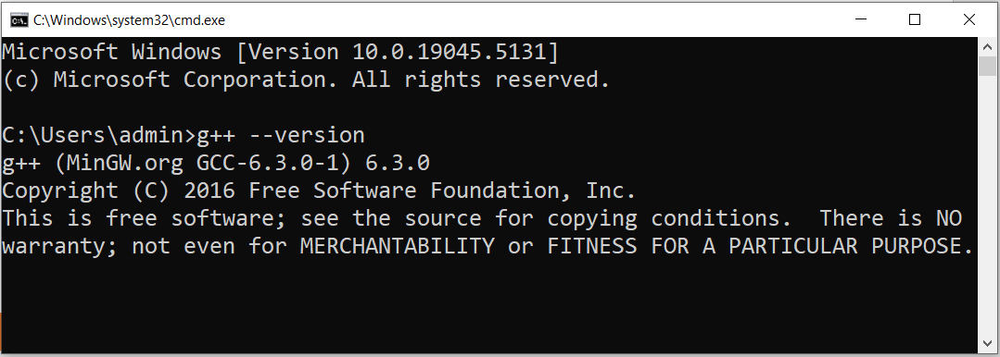 C:\Windows\system32\cmd.exe
Microsoft Windows [Version 10.0.19045.5131]
(c) Microsoft Corporation. All rights reserved.
C:\Users\admin>g++ --version
g++ (MinGW.org GCC-6.3.0-1) 6.3.0
Copyright (C) 2016 Free Software Foundation, Inc.
This is free software; see the source for copying conditions.  There is NO
warranty; not even for MERCHANTABILITY or FITNESS FOR A PARTICULAR PURPOSE.